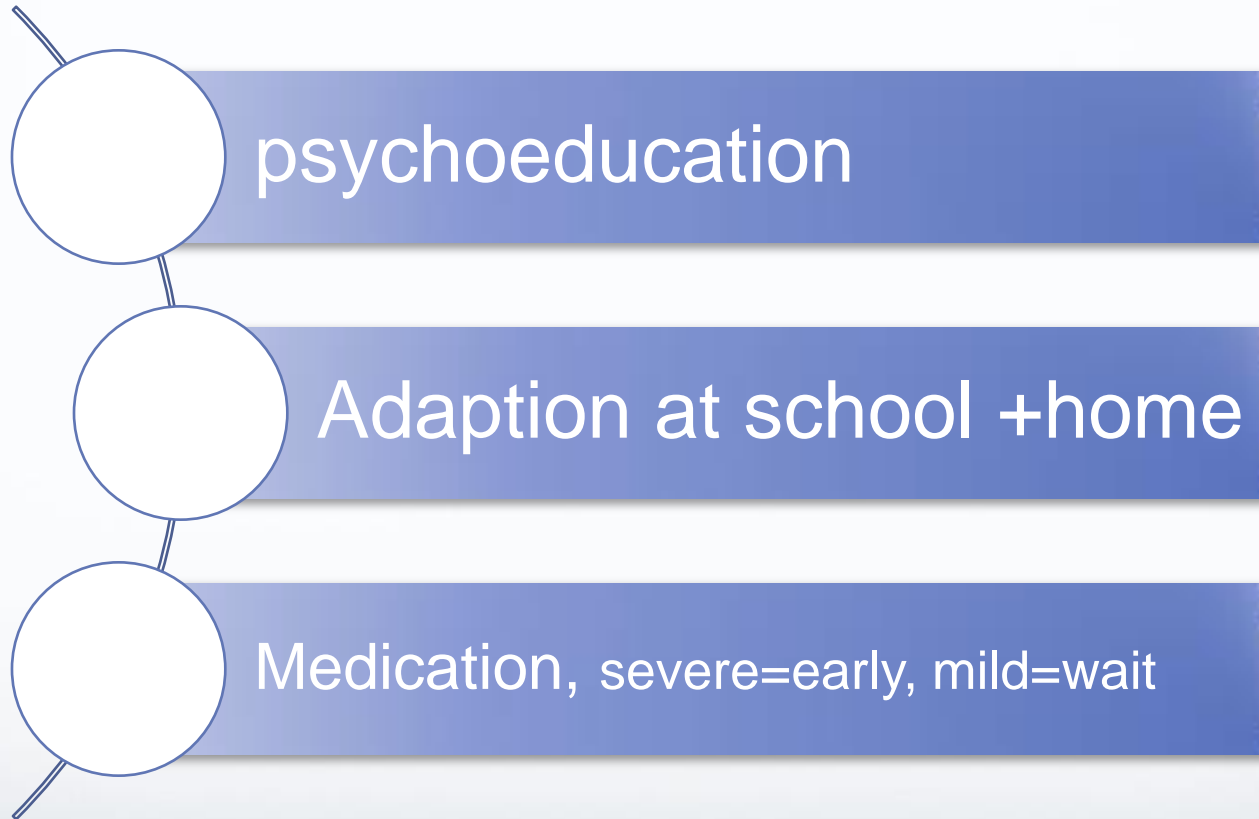 psychoeducation
Adaption at school +home
Medication, severe=early, mild=wait